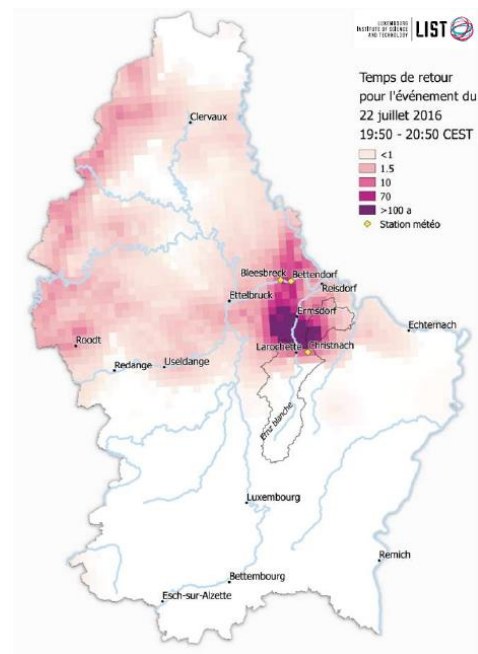 LUXEMBOURG
INSTITUTE OF SCIENCE
AND TECHNOLOGY
LIST
Temps de retour
pour l'événement du
22 juillet 2016
19:50 - 20:50 CEST
<1
1.5
10
70
>100 a
Station météo
Clervaux
Bleesbreck
Bettendorf
Reisdorf
Ettelbruck
Ermsdorf
Echternach
Roodt
Larochette
Christnach
Redange
Useldange
Ernz blanche
Luxembourg
Remich
Bettembourg
Esch-sur-Alzette